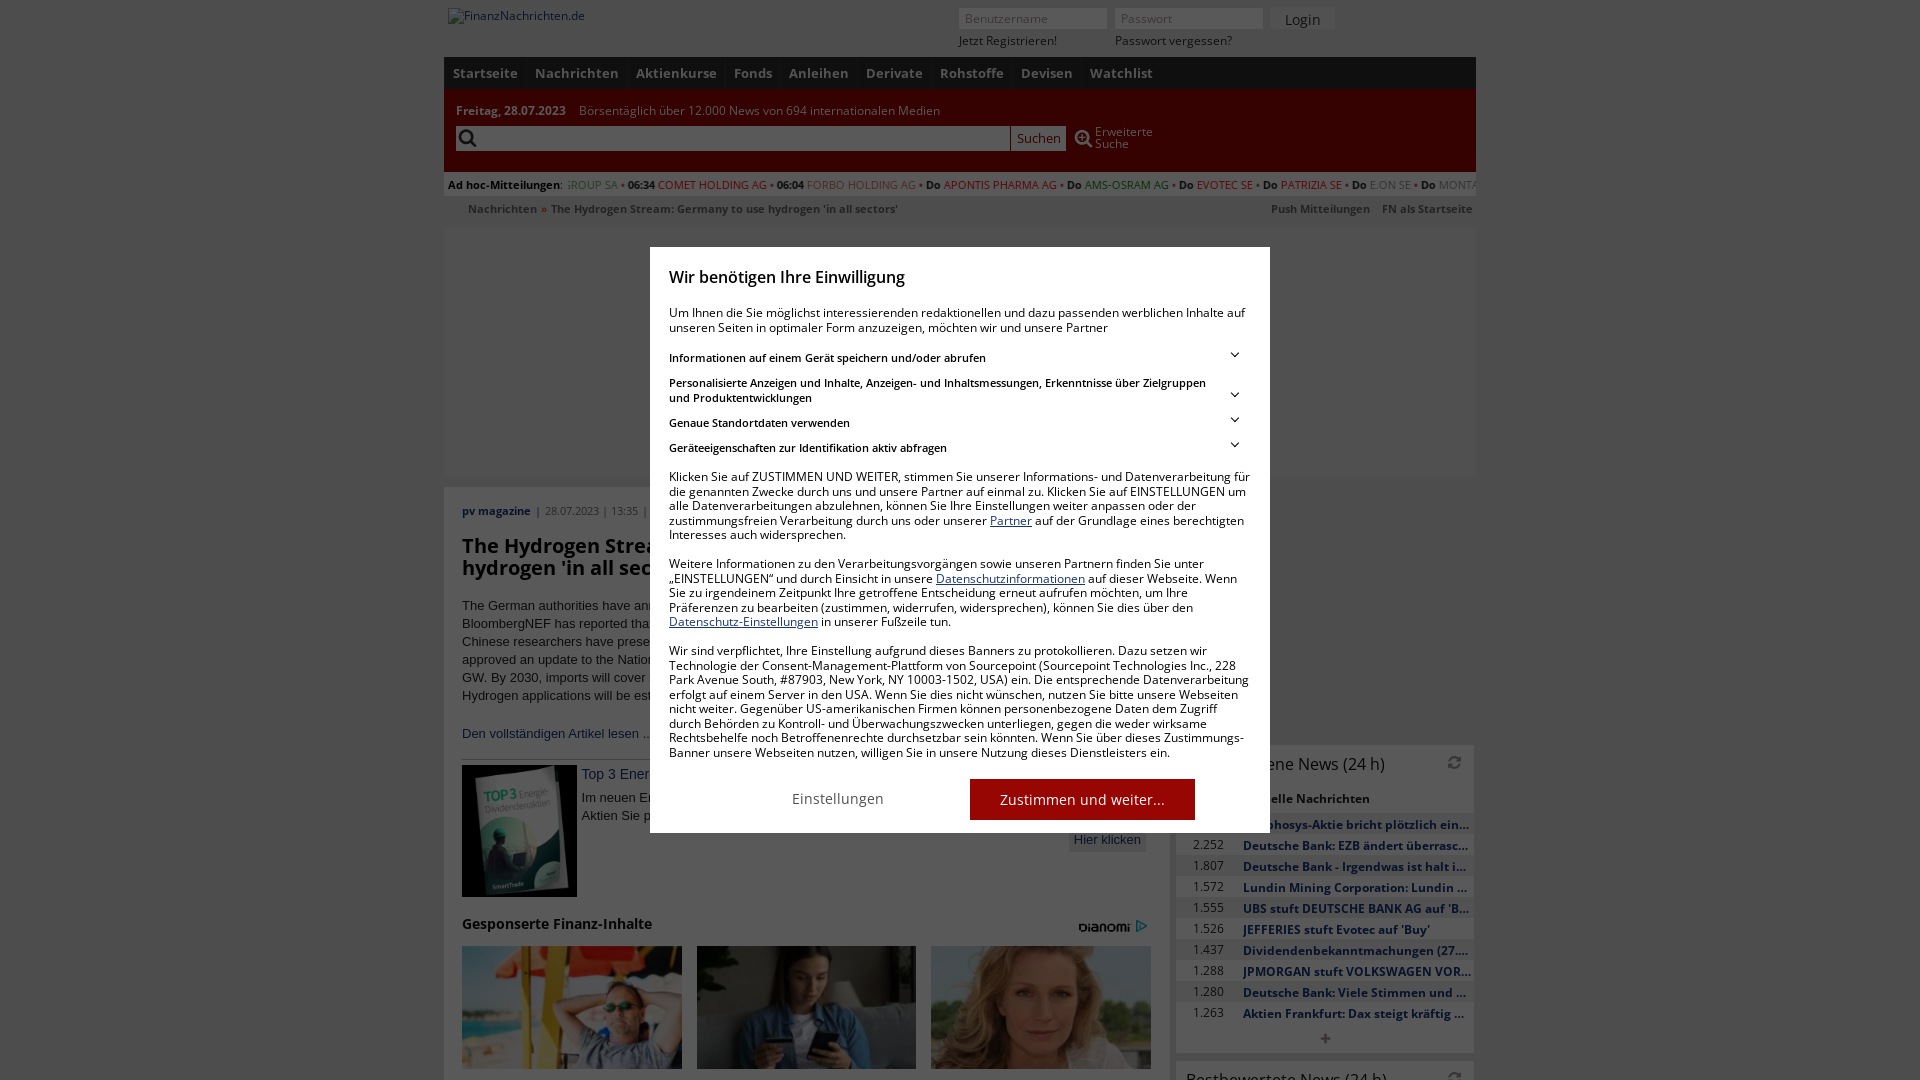 FinanzNachrichten.de
Benutzername
Passwort
Login
Jetzt Registrieren!
Passwort vergessen?
Startseite Nachrichten Aktienkurse Fonds Anleihen Derivate Rohstoffe Devisen Watchlist
Freitag, 28.07.2023 Börsentäglich über 12.000 News von 694 internationalen Medien
Suchen
Erweiterte
Suche
Ad hoc-Mitteilungen: GROUP SA • 06:34 COMET HOLDING AG • 06:04 FORBO HOLDING AG • Do APONTIS PHARMA AG • Do AMS-OSRAM AG • Do EVOTEC SE • Do PATRIZIA SE • Do E.ON SE • Do MONTA
Nachrichten » The Hydrogen Stream: Germany to use hydrogen 'in all sectors'
Push Mitteilungen FN als Startseite
Wir benötigen Ihre Einwilligung
Um Ihnen die Sie möglichst interessierenden redaktionellen und dazu passenden werblichen Inhalte auf
unseren Seiten in optimaler Form anzuzeigen, möchten wir und unsere Partner
Informationen auf einem Gerät speichern und/oder abrufen
Personalisierte Anzeigen und Inhalte, Anzeigen- und Inhaltsmessungen, Erkenntnisse über Zielgruppen
und Produktentwicklungen
Genaue Standortdaten verwenden
Geräteeigenschaften zur Identifikation aktiv abfragen
Klicken Sie auf ZUSTIMMEN UND WEITER, stimmen Sie unserer Informations- und Datenverarbeitung für
die genannten Zwecke durch uns und unsere Partner auf einmal zu. Klicken Sie auf EINSTELLUNGEN um
alle Datenverarbeitungen abzulehnen, können Sie Ihre Einstellungen weiter anpassen oder der
zustimmungsfreien Verarbeitung durch uns oder unserer Partner auf der Grundlage eines berechtigten
Interesses auch widersprechen.
Weitere Informationen zu den Verarbeitungsvorgängen sowie unseren Partnern finden Sie unter
„EINSTELLUNGEN“ und durch Einsicht in unsere Datenschutzinformationen auf dieser Webseite. Wenn
Sie zu irgendeinem Zeitpunkt Ihre getroffene Entscheidung erneut aufrufen möchten, um Ihre
Präferenzen zu bearbeiten (zustimmen, widerrufen, widersprechen), können Sie dies über den
Datenschutz-Einstellungen in unserer Fußzeile tun.
Wir sind verpflichtet, Ihre Einstellung aufgrund dieses Banners zu protokollieren. Dazu setzen wir
Technologie der Consent-Management-Plattform von Sourcepoint (Sourcepoint Technologies Inc., 228
Park Avenue South, #87903, New York, NY 10003-1502, USA) ein. Die entsprechende Datenverarbeitung
erfolgt auf einem Server in den USA. Wenn Sie dies nicht wünschen, nutzen Sie bitte unsere Webseiten
nicht weiter. Gegenüber US-amerikanischen Firmen können personenbezogene Daten dem Zugriff
durch Behörden zu Kontroll- und Überwachungszwecken unterliegen, gegen die weder wirksame
Rechtsbehelfe noch Betroffenenrechte durchsetzbar sein könnten. Wenn Sie über dieses Zustimmungs-
Banner unsere Webseiten nutzen, willigen Sie in unsere Nutzung dieses Dienstleisters ein.
Einstellungen
Zustimmen und weiter...
pv magazine | 28.07.2023 | 13:35 |
The Hydrogen Strea
hydrogen 'in all sec
The German authorities have an
BloombergNEF has reported tha
Chinese researchers have prese
approved an update to the Natio
GW. By 2030, imports will cover
Hydrogen applications will be est
Den vollständigen Artikel lesen ..
TOP 3 Energie-
Dividendenaktien
SmartTrade
Top 3 Ener
Im neuen E
Aktien Sie p
Hier klicken
Gesponserte Finanz-Inhalte
bianomi
ene News (24 h)
elle Nachrichten
phosys-Aktie bricht plötzlich ein...
2.252 Deutsche Bank: EZB ändert überrasc...
1.807 Deutsche Bank - Irgendwas ist halt i...
1.572 Lundin Mining Corporation: Lundin ...
1.555 UBS stuft DEUTSCHE BANK AG auf 'B...
1.526 JEFFERIES stuft Evotec auf 'Buy'
1.437 Dividendenbekanntmachungen (27....
1.288 JPMORGAN stuft VOLKSWAGEN VOR...
1.280 Deutsche Bank: Viele Stimmen und ...
1.263 Aktien Frankfurt: Dax steigt kräftig ...
Bestbewertete News (24 h)